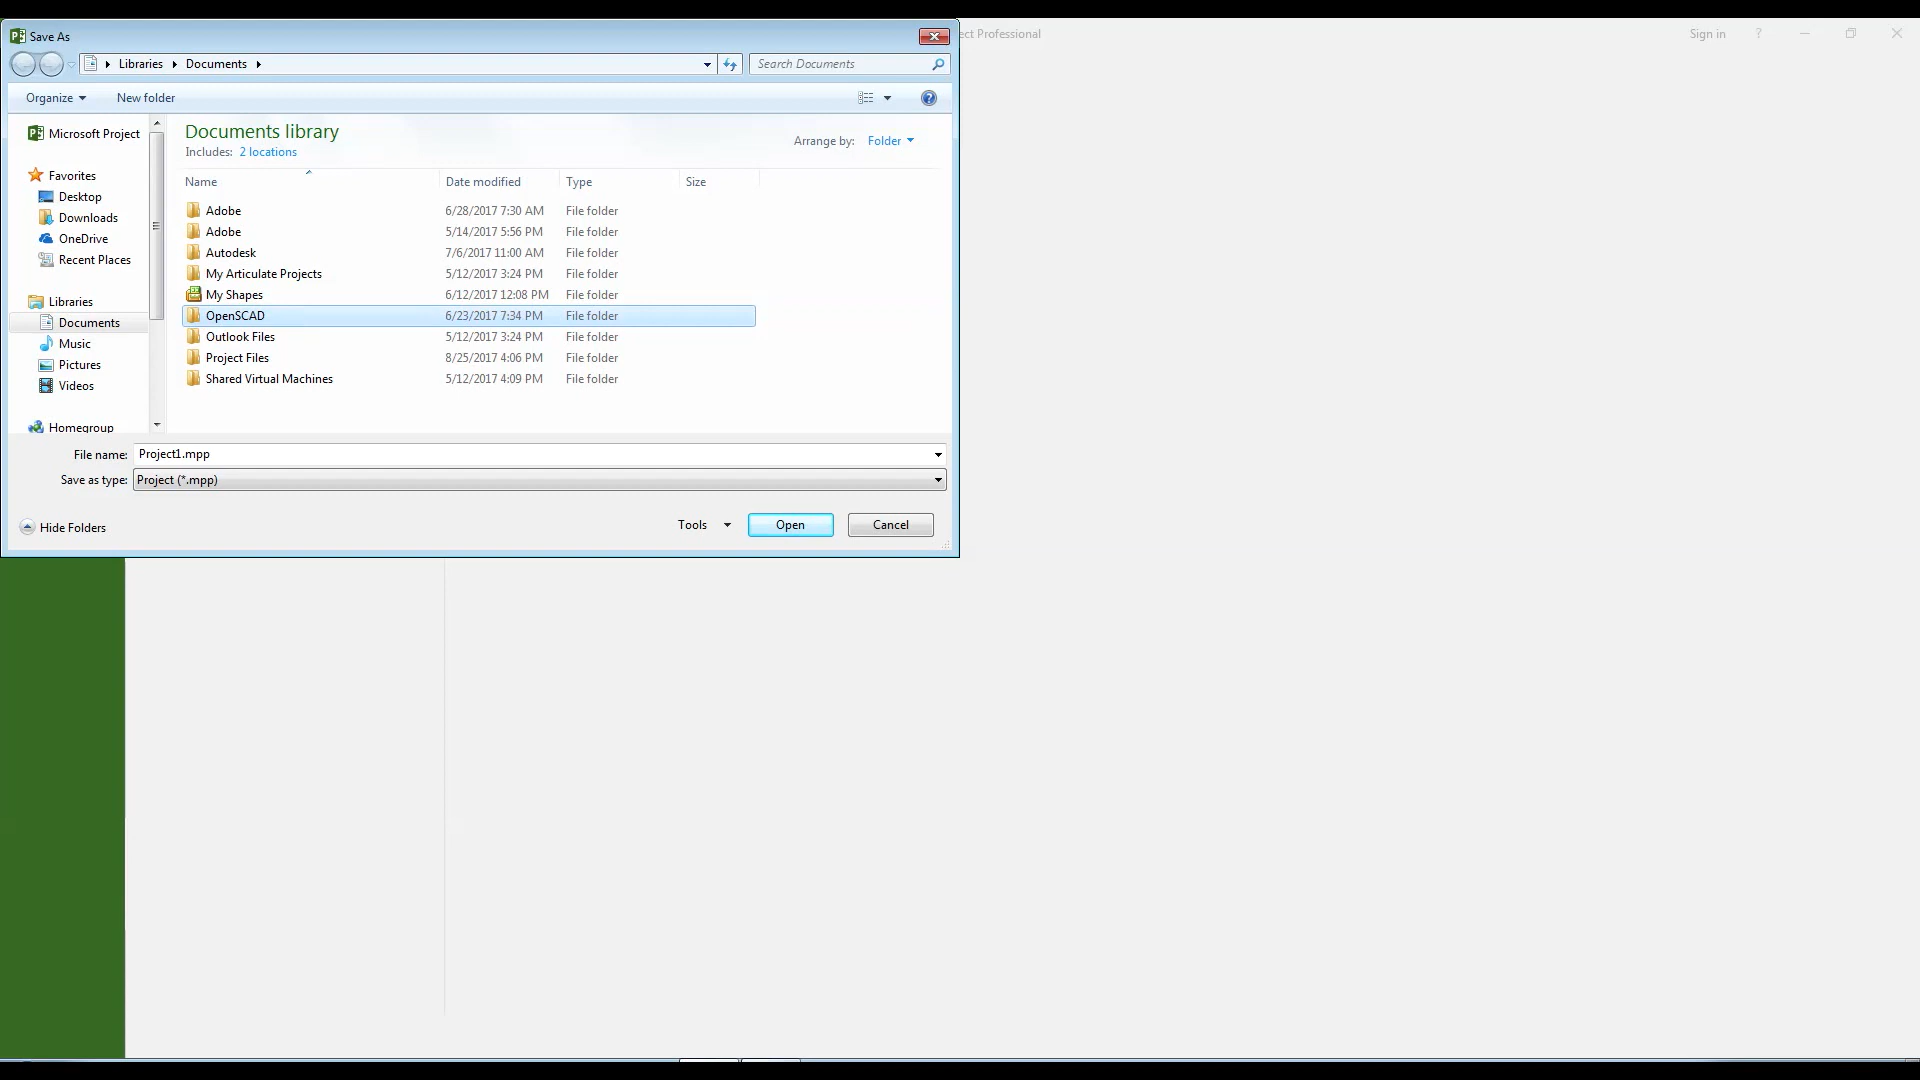 Save As
ect Professional
Sign in
?
Libraries
Documents
Search Documents
Organize
New folder
Microsoft Project
Documents library
Includes: 2 locations
Arrange by: Folder
Favorites
Desktop
Downloads
OneDrive
Recent Places
Libraries
Documents
Music
Pictures
Videos
Homegroup
Name Date modified Type Size
Adobe 6/28/2017 7:30 AM File folder
Adobe 5/14/2017 5:56 PM File folder
Autodesk 7/6/2017 11:00 AM File folder
My Articulate Projects 5/12/2017 3:24 PM File folder
My Shapes 6/12/2017 12:08 PM File folder
OpenSCAD 6/23/2017 7:34 PM File folder
Outlook Files 5/12/2017 3:24 PM File folder
Project Files 8/25/2017 4:06 PM File folder
Shared Virtual Machines 5/12/2017 4:09 PM File folder
File name: Project1.mpp
Save as type: Project (*.mpp)
Hide Folders
Tools
Open
Cancel